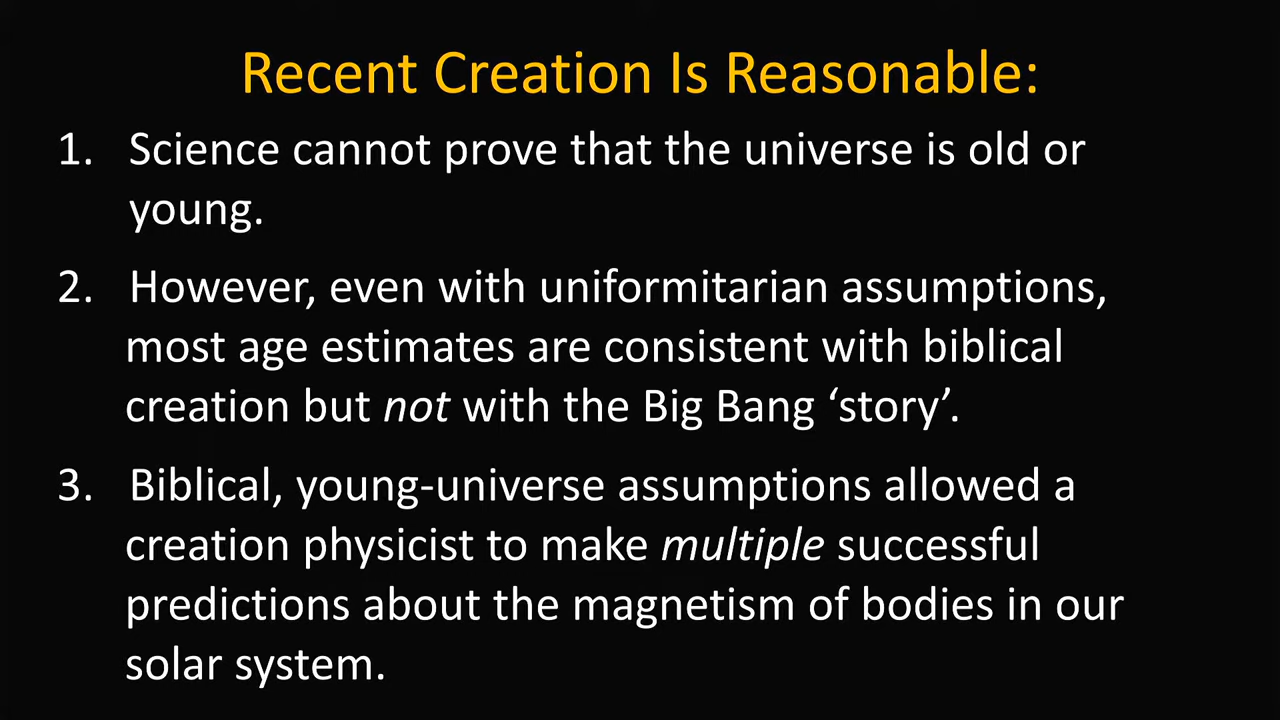 Recent Creation Is Reasonable:
1. Science cannot prove that the universe is old or
young.
2. However, even with uniformitarian assumptions,
most age estimates are consistent with biblical
creation but not with the Big Bang ‘story’.
3. Biblical, young-universe assumptions allowed a
creation physicist to make multiple successful
predictions about the magnetism of bodies in our
solar system.